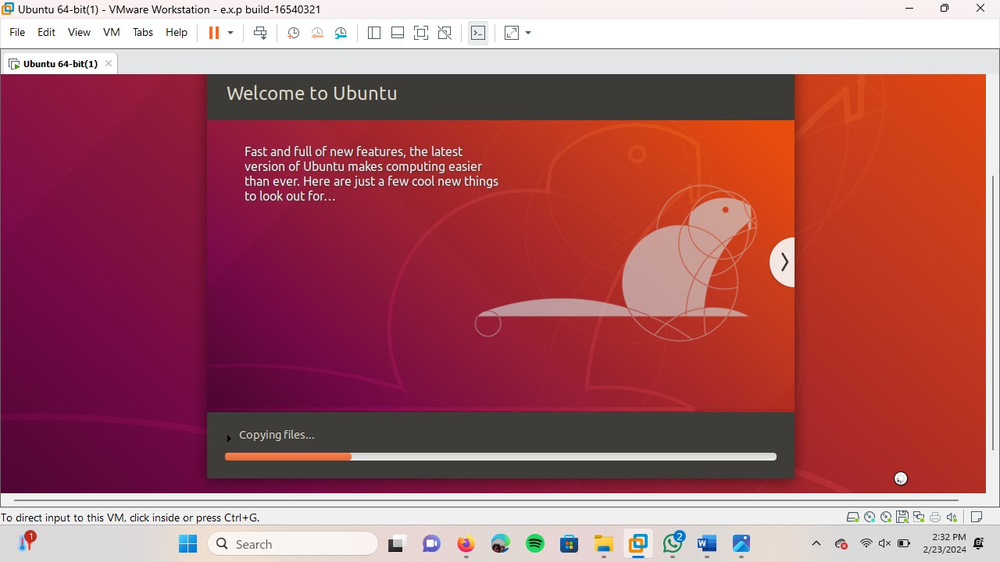 Ubuntu 64-bit(1) - VMware Workstation - e.x.p build-16540321
File Edit View VM Tabs Help
Ubuntu 64-bit(1)
Welcome to Ubuntu
Fast and full of new features, the latest
version of Ubuntu makes computing easier
than ever. Here are just a few cool new things
to look out for…
Copying files…
To direct input to this VM, click inside or press Ctrl+G.
1
Search
2
2:32 PM
2/23/2024